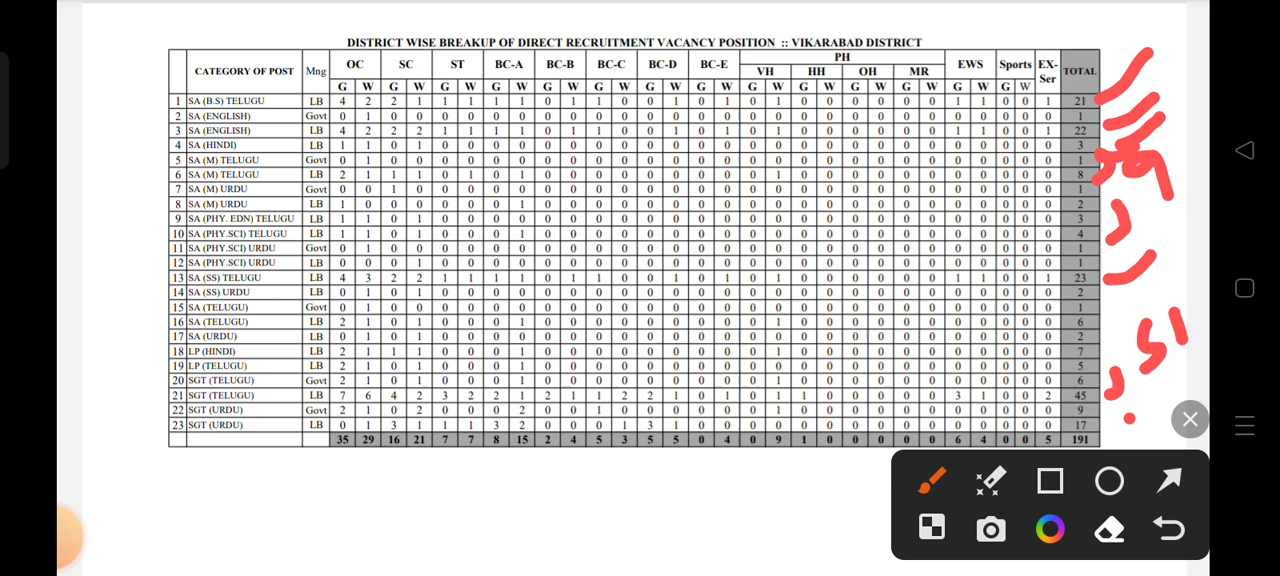 DISTRICT WISE BREAKUP OF DIRECT RECRUITMENT VACANCY POSITION :: VIKARABAD DISTRICT
CATEGORY OF POST Mng OC SC ST BC-A BC-B BC-C BC-D BC-E PH EWS Sports EX-Ser TOTAL
VH HH OH MR
G W G W G W G W G W G W G W G W G W G W G W G W G W G W
1 SA (B.S) TELUGU LB 4 2 2 1 1 1 1 1 0 1 1 0 0 1 0 1 0 1 0 0 0 0 0 0 1 1 0 0 1 21
2 SA (ENGLISH) Govt 0 1 0 0 0 0 0 0 0 0 0 0 0 0 0 0 0 0 0 0 0 0 0 0 0 0 0 0 0 1
3 SA (ENGLISH) LB 4 2 2 2 1 1 1 1 0 1 1 0 0 1 0 1 0 1 0 0 0 0 0 0 1 1 0 0 1 22
4 SA (HINDI) LB 1 1 0 1 0 0 0 0 0 0 0 0 0 0 0 0 0 0 0 0 0 0 0 0 0 0 0 0 0 3
5 SA (M) TELUGU Govt 0 1 0 0 0 0 0 0 0 0 0 0 0 0 0 0 0 0 0 0 0 0 0 0 0 0 0 0 0 1
6 SA (M) TELUGU LB 2 1 1 1 0 1 0 1 0 0 0 0 0 0 0 0 0 1 0 0 0 0 0 0 0 0 0 0 0 8
7 SA (M) URDU Govt 0 0 1 0 0 0 0 0 0 0 0 0 0 0 0 0 0 0 0 0 0 0 0 0 0 0 0 0 0 1
8 SA (M) URDU LB 1 0 0 0 0 0 0 1 0 0 0 0 0 0 0 0 0 0 0 0 0 0 0 0 0 0 0 0 0 2
9 SA (PHY. EDN) TELUGU LB 1 1 0 1 0 0 0 0 0 0 0 0 0 0 0 0 0 0 0 0 0 0 0 0 0 0 0 0 0 3
10 SA (PHY.SCI) TELUGU LB 1 1 0 1 0 0 0 1 0 0 0 0 0 0 0 0 0 0 0 0 0 0 0 0 0 0 0 0 0 4
11 SA (PHY.SCI) URDU Govt 0 1 0 0 0 0 0 0 0 0 0 0 0 0 0 0 0 0 0 0 0 0 0 0 0 0 0 0 0 1
12 SA (PHY.SCI) URDU LB 0 0 0 1 0 0 0 0 0 0 0 0 0 0 0 0 0 0 0 0 0 0 0 0 0 0 0 0 0 1
13 SA (SS) TELUGU LB 4 3 2 2 1 1 1 1 0 1 1 0 0 1 0 1 0 1 0 0 0 0 0 0 1 1 0 0 1 23
14 SA (SS) URDU LB 0 1 0 1 0 0 0 0 0 0 0 0 0 0 0 0 0 0 0 0 0 0 0 0 0 0 0 0 0 2
15 SA (TELUGU) Govt 0 1 0 0 0 0 0 0 0 0 0 0 0 0 0 0 0 0 0 0 0 0 0 0 0 0 0 0 0 1
16 SA (TELUGU) LB 2 1 0 1 0 0 0 1 0 0 0 0 0 0 0 0 0 1 0 0 0 0 0 0 0 0 0 0 0 6
17 SA (URDU) LB 0 1 0 1 0 0 0 0 0 0 0 0 0 0 0 0 0 0 0 0 0 0 0 0 0 0 0 0 0 2
18 LP (HINDI) LB 2 1 1 1 0 0 0 1 0 0 0 0 0 0 0 0 0 1 0 0 0 0 0 0 0 0 0 0 0 7
19 LP (TELUGU) LB 2 1 0 1 0 0 0 1 0 0 0 0 0 0 0 0 0 0 0 0 0 0 0 0 0 0 0 0 0 5
20 SGT (TELUGU) Govt 2 1 0 1 0 0 0 1 0 0 0 0 0 0 0 0 0 1 0 0 0 0 0 0 0 0 0 0 0 6
21 SGT (TELUGU) LB 7 6 4 2 3 2 2 1 2 1 1 2 2 1 0 1 0 1 1 0 0 0 0 0 3 1 0 0 2 45
22 SGT (URDU) Govt 2 1 0 2 0 0 0 2 0 0 1 0 0 0 0 0 0 1 0 0 0 0 0 0 0 0 0 0 0 9
23 SGT (URDU) LB 0 1 3 1 1 1 3 2 0 0 0 1 3 1 0 0 0 0 0 0 0 0 0 0 0 0 0 0 0 17
35 29 16 21 7 7 8 15 2 4 5 3 5 5 0 4 0 9 1 0 0 0 0 0 6 4 0 0 5 191